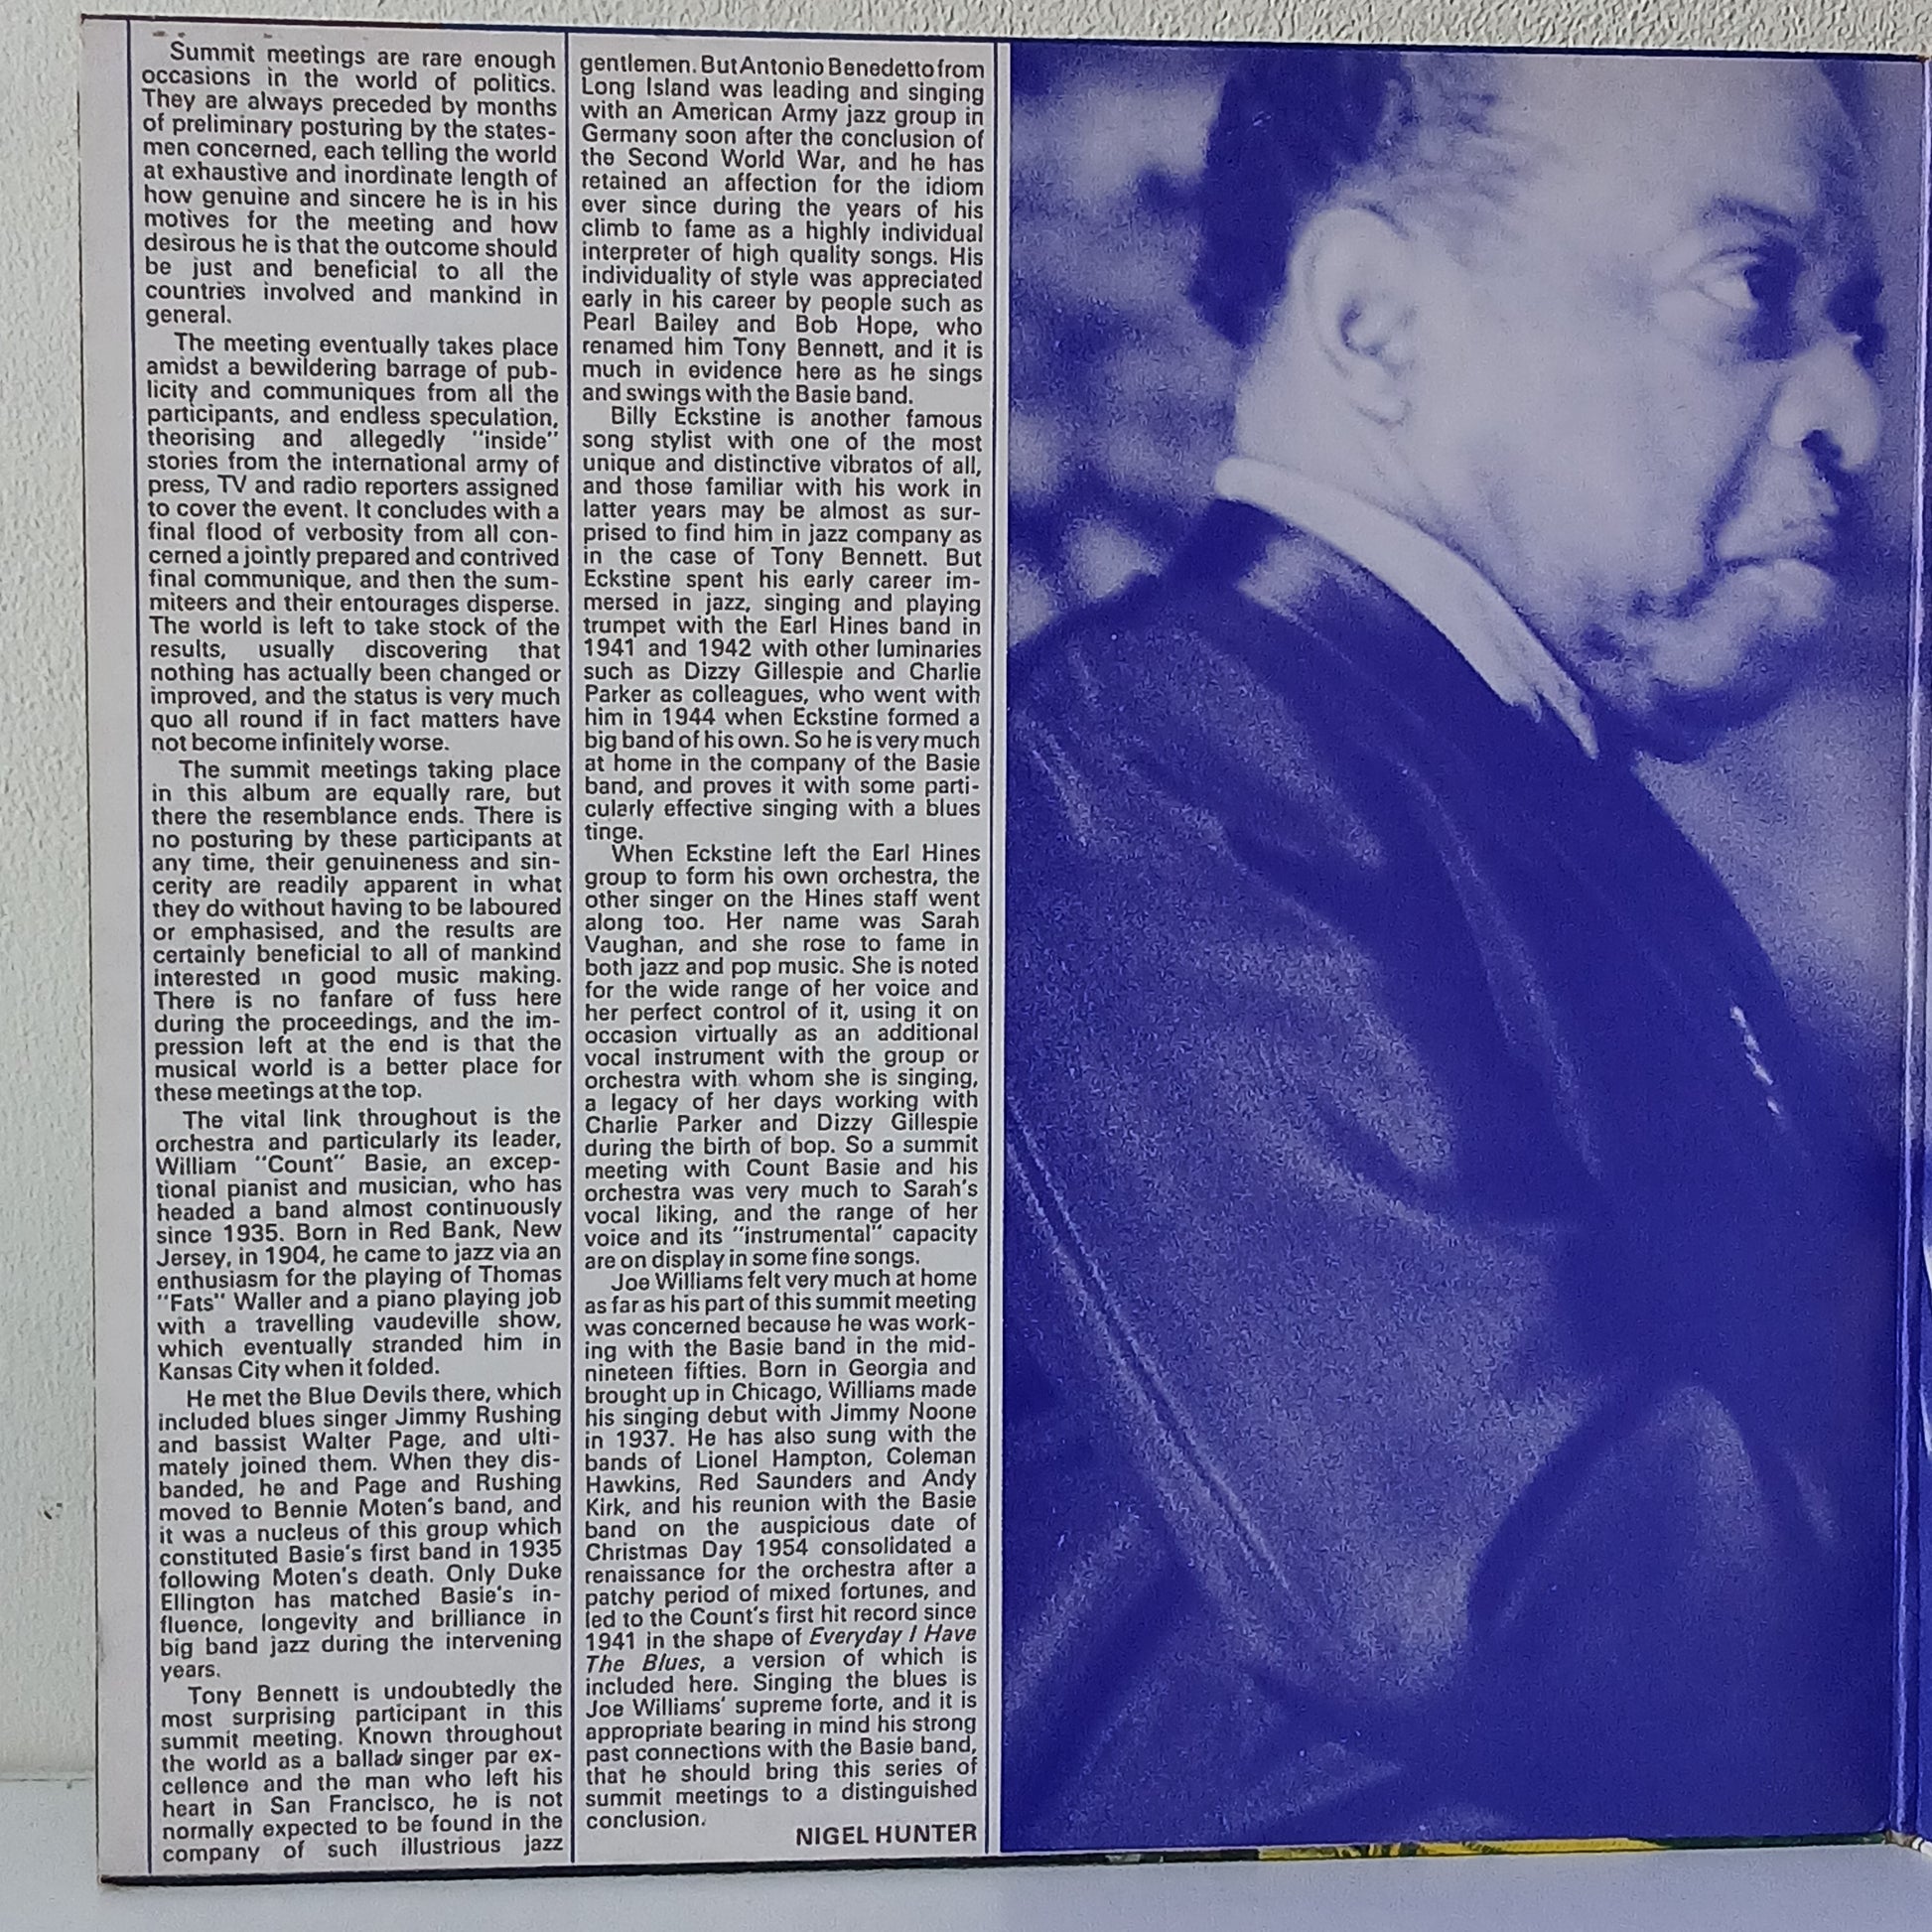 Summit meetings are rare enough
occasions in the world of politics.
They are always preceded by months
of preliminary posturing by the states-
men concerned, each telling the world
at exhaustive and inordinate length of
how genuine and sincere he is in his
motives for the meeting and how
desirous he is that the outcome should
be just and beneficial to all the
countries involved and mankind in
general.
The meeting eventually takes place
amidst a bewildering barrage of pub-
licity and communiques from all the
participants, and endless speculation,
theorising and allegedly "inside"
stories from the international army of
press, TV and radio reporters assigned
to cover the event. It concludes with a
final flood of verbosity from all con-
cerned a jointly prepared and contrived
final communique, and then the sum-
miteers and their entourages disperse.
The world is left to take stock of the
results, usually discovering that
nothing has actually been changed or
improved, and the status is very much
quo all round if in fact matters have
not become infinitely worse.
The summit meetings taking place
in this album are equally rare, but
there the resemblance ends. There is
no posturing by these participants at
any time, their genuineness and sin-
cerity are readily apparent in what
they do without having to be laboured
or emphasised, and the results are
certainly beneficial to all of mankind
interested in good music making.
There is no fanfare of fuss here
during the proceedings, and the im-
pression left at the end is that the
musical world is a better place for
these meetings at the top.
The vital link throughout is the
orchestra and particularly its leader,
William "Count" Basie, an excep-
tional pianist and musician, who has
headed a band almost continuously
since 1935. Born in Red Bank, New
Jersey, in 1904, he came to jazz via an
enthusiasm for the playing of Thomas
"Fats" Waller and a piano playing job
with a travelling vaudeville show,
which eventually stranded him in
Kansas City when it folded.
He met the Blue Devils there, which
included blues singer Jimmy Rushing
and bassist Walter Page, and ulti-
mately joined them. When they dis-
banded, he and Page and Rushing
moved to Bennie Moten's band, and
it was a nucleus of this group which
constituted Basie's first band in 1935
following Moten's death. Only Duke
Ellington has matched Basie's in-
fluence, longevity and brilliance in
big band jazz during the intervening
years.
Tony Bennett is undoubtedly the
most surprising participant in this
summit meeting. Known throughout
the world as a ballad singer par ex-
cellence and the man who left his
heart in San Francisco, he is not
normally expected to be found in the
company of such illustrious jazz
gentlemen. But Antonio Benedetto from
Long Island was leading and singing
with an American Army jazz group in
Germany soon after the conclusion of
the Second World War, and he has
retained an affection for the idiom
ever since during the years of his
climb to fame as a highly individual
interpreter of high quality songs. His
individuality of style was appreciated
early in his career by people such as
Pearl Bailey and Bob Hope, who
renamed him Tony Bennett, and it is
much in evidence here as he sings
and swings with the Basie band.
Billy Eckstine is another famous
song stylist with one of the most
unique and distinctive vibratos of all,
and those familiar with his work in
latter years may be almost as sur-
prised to find him in jazz company as
in the case of Tony Bennett. But
Eckstine spent his early career im-
mersed in jazz, singing and playing
trumpet with the Earl Hines band in
1941 and 1942 with other luminaries
such as Dizzy Gillespie and Charlie
Parker as colleagues, who went with
him in 1944 when Eckstine formed a
big band of his own. So he is very much
at home in the company of the Basie
band, and proves it with some parti-
cularly effective singing with a blues
tinge.
When Eckstine left the Earl Hines
group to form his own orchestra, the
other singer on the Hines staff went
along too. Her name was Sarah
Vaughan, and she rose to fame in
both jazz and pop music. She is noted
for the wide range of her voice and
her perfect control of it, using it on
occasion virtually as an additional
vocal instrument with the group or
orchestra with whom she is singing,
a legacy of her days working with
Charlie Parker and Dizzy Gillespie
during the birth of bop. So a summit
meeting with Count Basie and his
orchestra was very much to Sarah's
vocal liking, and the range of her
voice and its "instrumental" capacity
are on display in some fine songs.
Joe Williams felt very much at home
as far as his part of this summit meeting
was concerned because he was work-
ing with the Basie band in the mid-
nineteen fifties. Born in Georgia and
brought up in Chicago, Williams made
his singing debut with Jimmy Noone
in 1937. He has also sung with the
bands of Lionel Hampton, Coleman
Hawkins, Red Saunders and Andy
Kirk, and his reunion with the Basie
band on the auspicious date of
Christmas Day 1954 consolidated a
renaissance for the orchestra after a
patchy period of mixed fortunes, and
led to the Count's first hit record since
1941 in the shape of Everyday I Have
The Blues, a version of which is
included here. Singing the blues is
Joe Williams' supreme forte, and it is
appropriate bearing in mind his strong
past connections with the Basie band,
that he should bring this series of
summit meetings to a distinguished
conclusion.
NIGEL HUNTER